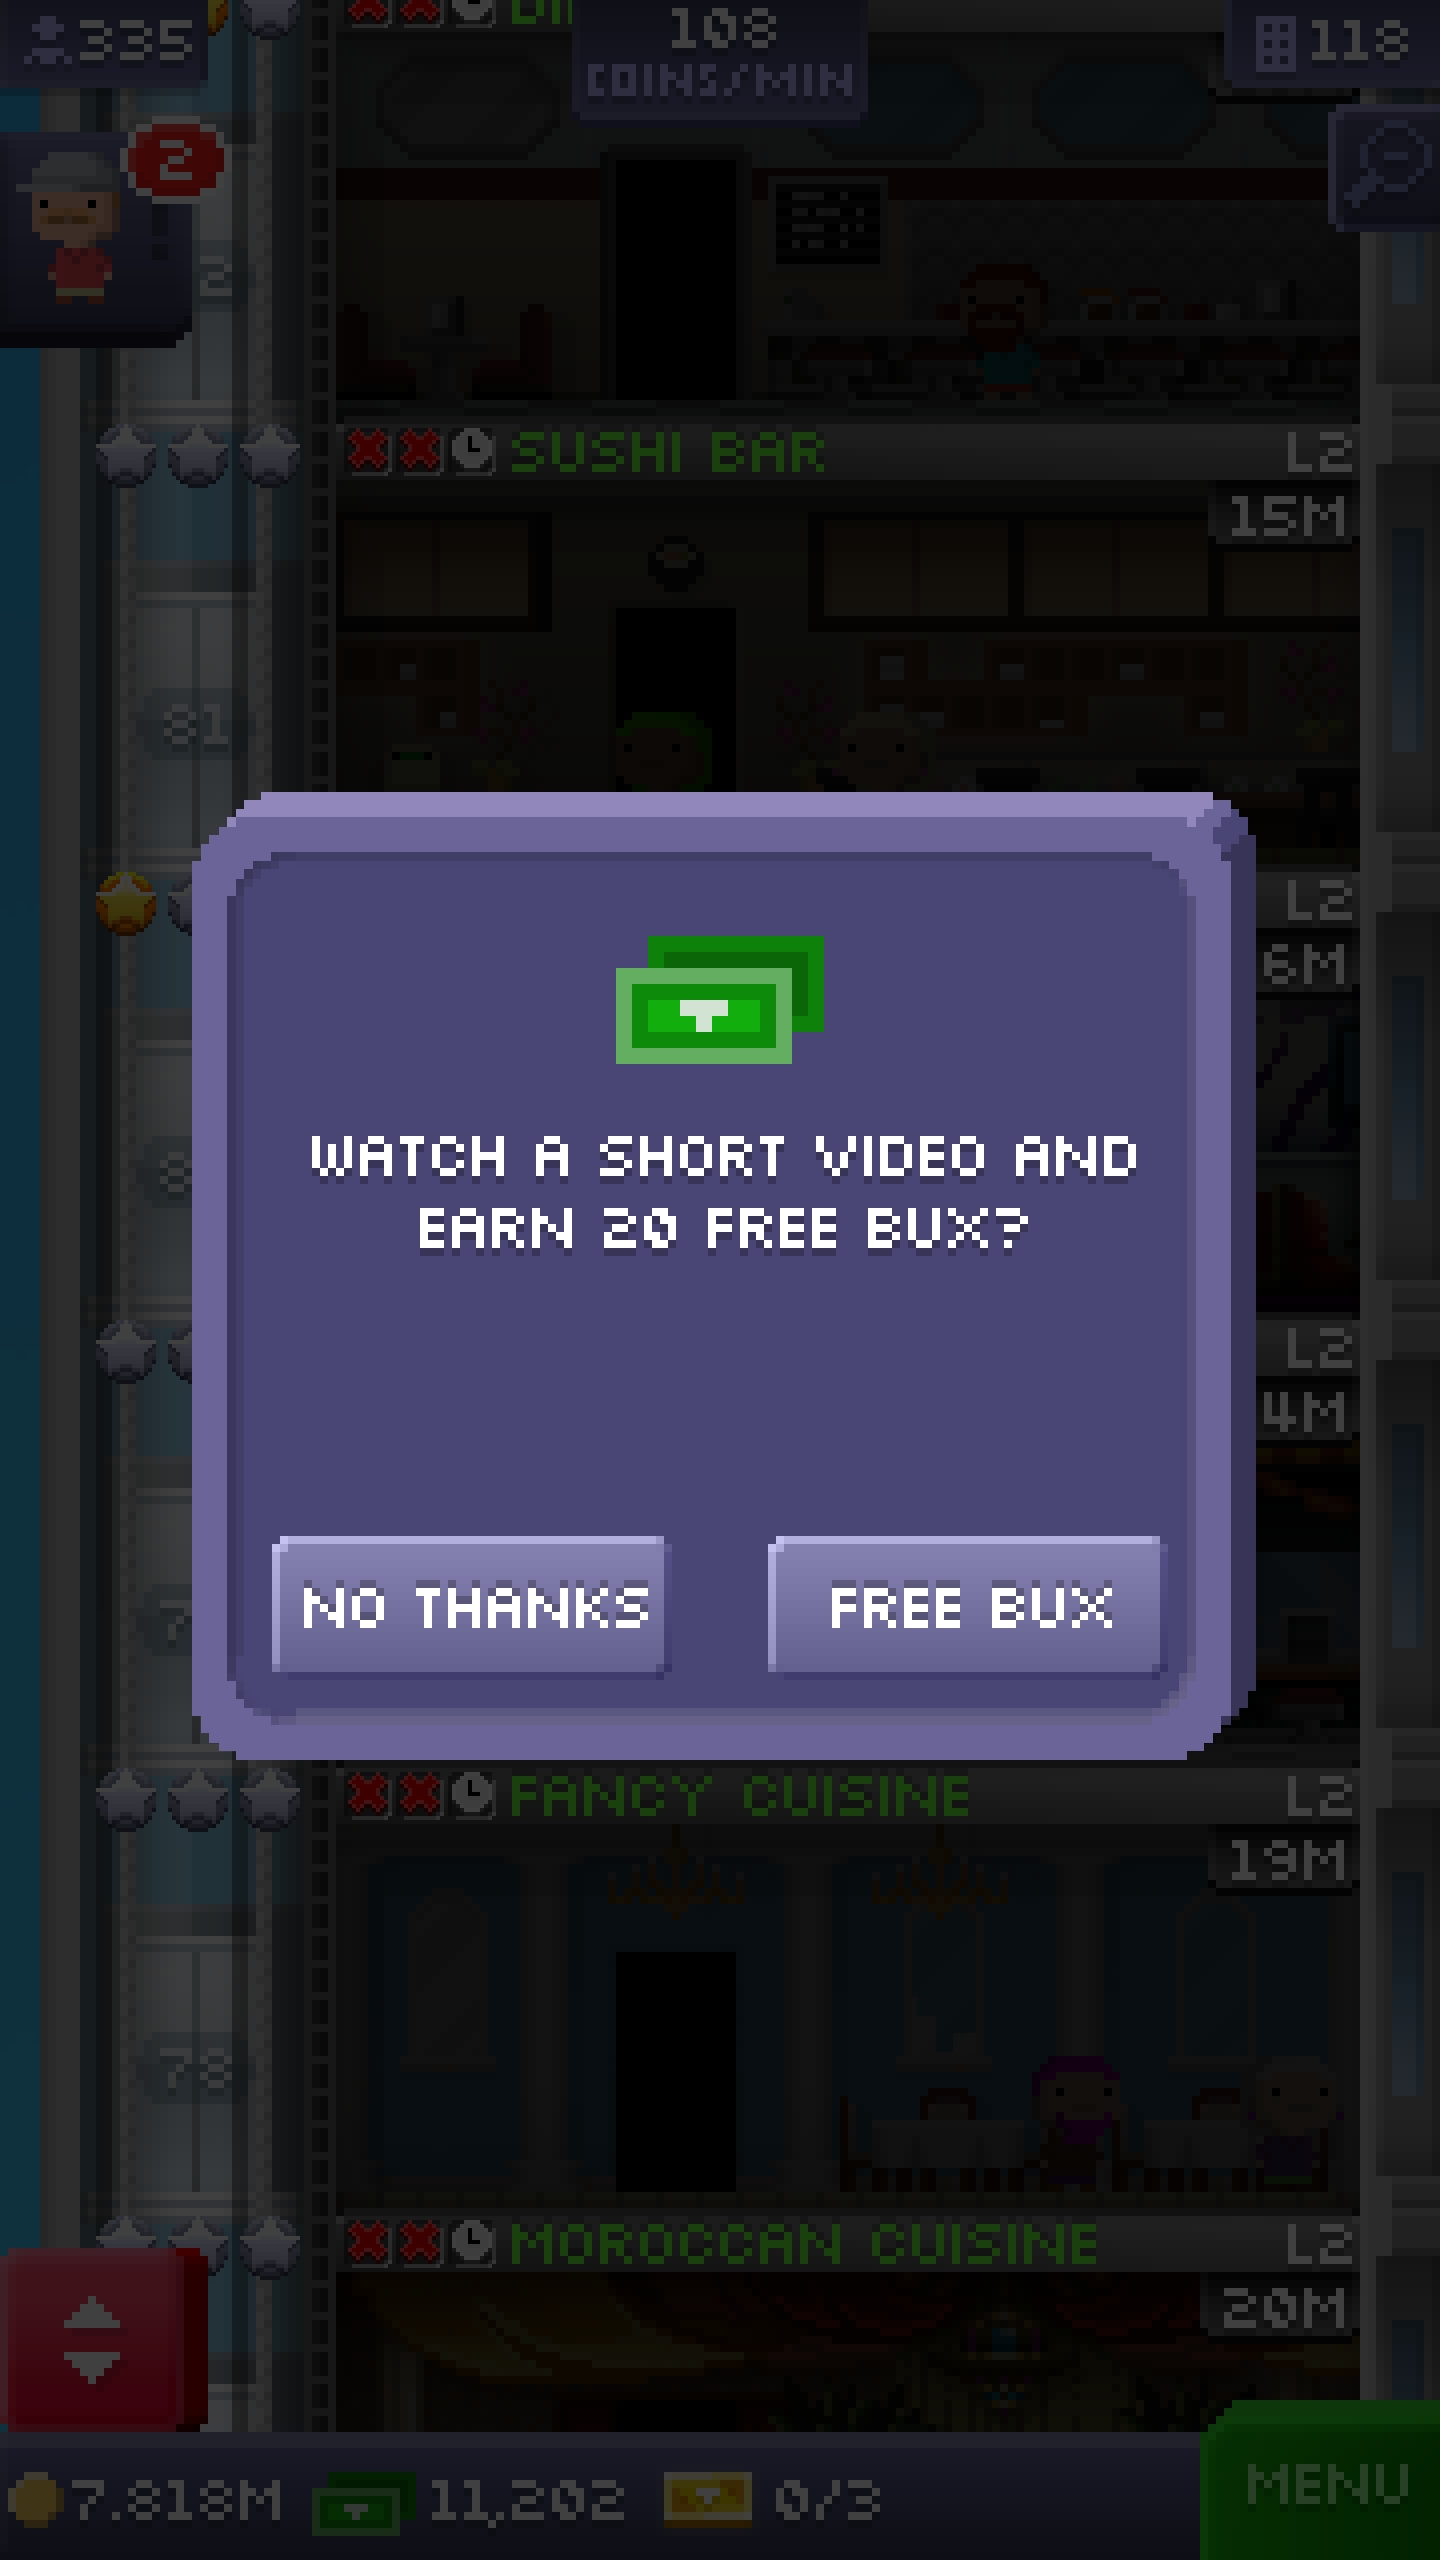 335
108
COINS/MIN
118
2
SUSHI BAR
L2
15M
81
L2
6M
WATCH A SHORT VIDEO AND
EARN 20 FREE BUX?
L2
4M
NO THANKS
FREE BUX
FANCY CUISINE
L2
19M
78
MOROCCAN CUISINE
L2
20M
7.818M
11,202
0/3
MENU